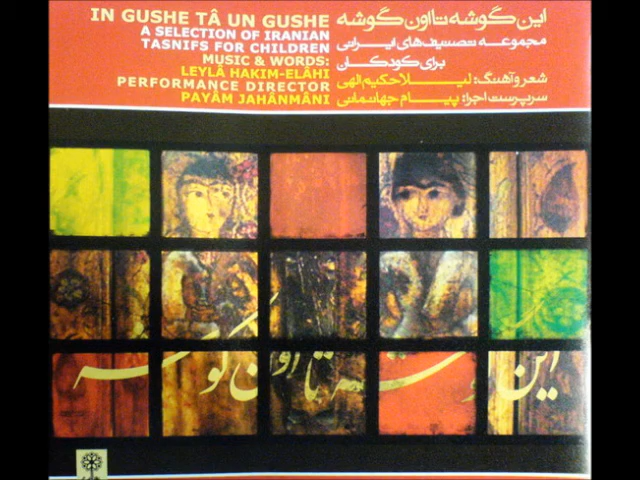 IN GUSHE TÂ UN GUSHE
A SELECTION OF IRANIAN
TASNIFS FOR CHILDREN
MUSIC & WORDS:
LEYLÂ HAKIM-ELÂHI
PERFORMANCE DIRECTOR
PAYÂM JAHÂNMÂNI
این گوشه تا اون گوشه
مجموعه تصنیف‌های ایرانی
برای کودکان
شعر و آهنگ: لیلا حکیم الهی
سرپرست اجرا: پیام جهانمانی
این گوشه تا اون گوشه